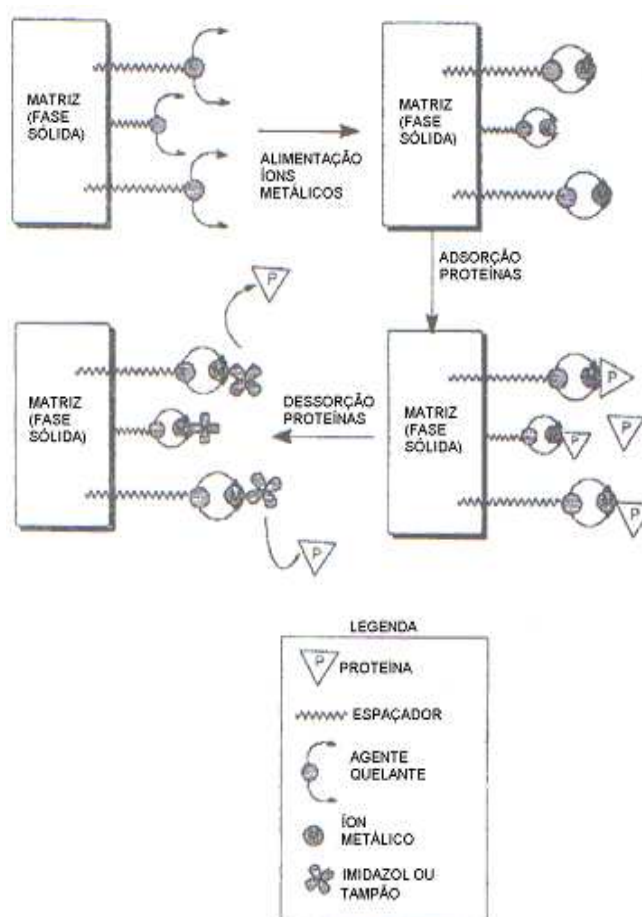 MATRIZ
(FASE
SÓLIDA)
ALIMENTAÇÃO
ÍONS
METÁLICOS
MATRIZ
(FASE
SÓLIDA)
ADSORÇÃO
PROTEÍNAS
MATRIZ
(FASE
SÓLIDA)
P
P
DESSORÇÃO
PROTEÍNAS
MATRIZ
(FASE
SÓLIDA)
P
P
P
P
LEGENDA
P
PROTEÍNA
ESPAÇADOR
AGENTE
QUELANTE
ÍON
METÁLICO
IMIDAZOL OU
TAMPÃO